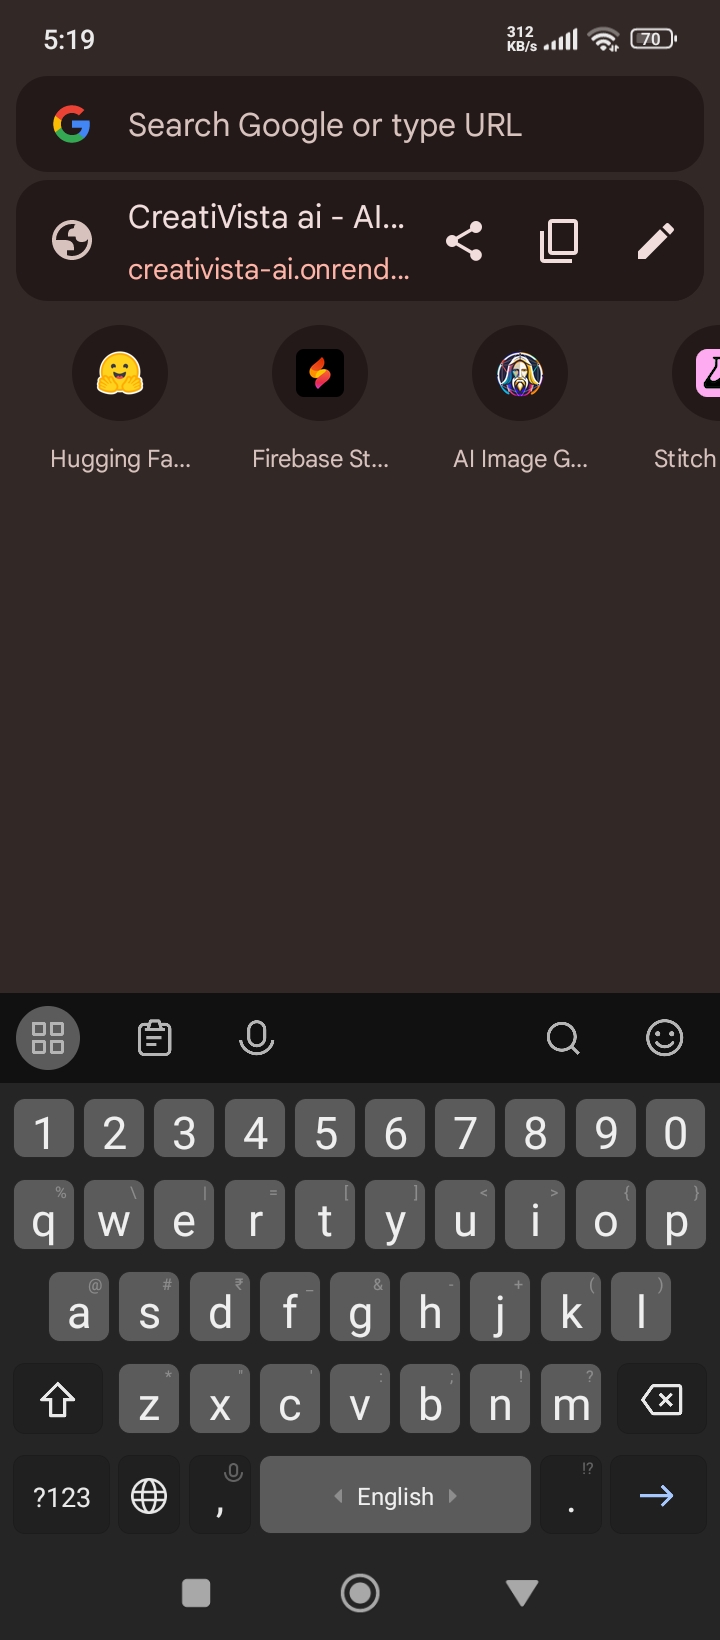 5:19
312
KB/s
70
Search Google or type URL
CreatiVista ai - AI...
creativista-ai.onrend...
Hugging Fa...
Firebase St...
AI Image G...
Stitch
1 2 3 4 5 6 7 8 9 0
% \ | = [ ] < > { }
q w e r t y u i o p
@ # ₹ _ & - + ( )
a s d f g h j k l
* " ' : ; ! ?
z x c v b n m
!?
?123 , English .